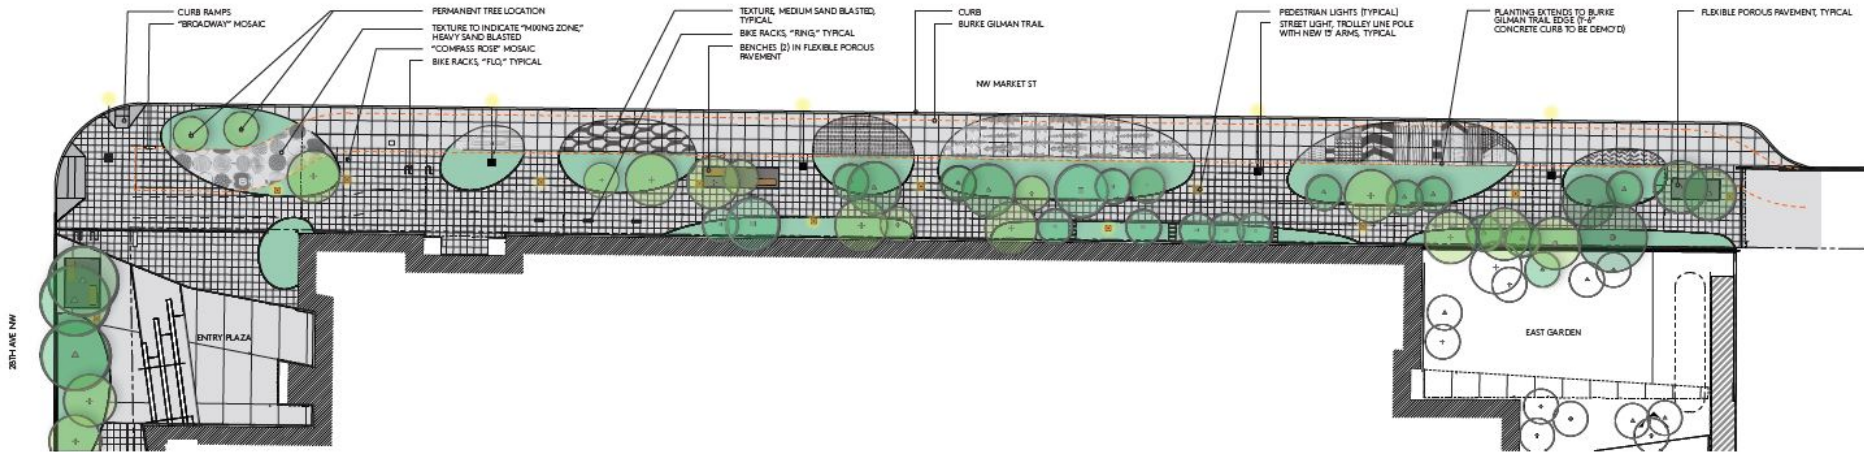 CURB RAMPS
"BROADWAY" MOSAIC
PERMANENT TREE LOCATION
TEXTURE TO INDICATE "MIXING ZONE,"
HEAVY SAND BLASTED
"COMPASS ROSE" MOSAIC
BIKE RACKS, "FLO," TYPICAL
TEXTURE, MEDIUM SAND BLASTED,
TYPICAL
BIKE RACKS, "RING," TYPICAL
BENCHES (2) IN FLEXIBLE POROUS
PAVEMENT
CURB
BURKE GILMAN TRAIL
NW MARKET ST
PEDESTRIAN LIGHTS (TYPICAL)
STREET LIGHT, TROLLEY LINE POLE
WITH NEW 15' ARMS, TYPICAL
PLANTING EXTENDS TO BURKE
GILMAN TRAIL EDGE (1'-6"
CONCRETE CURB TO BE DEMO'D)
FLEXIBLE POROUS PAVEMENT, TYPICAL
28TH AVE NW
ENTRY PLAZA
EAST GARDEN